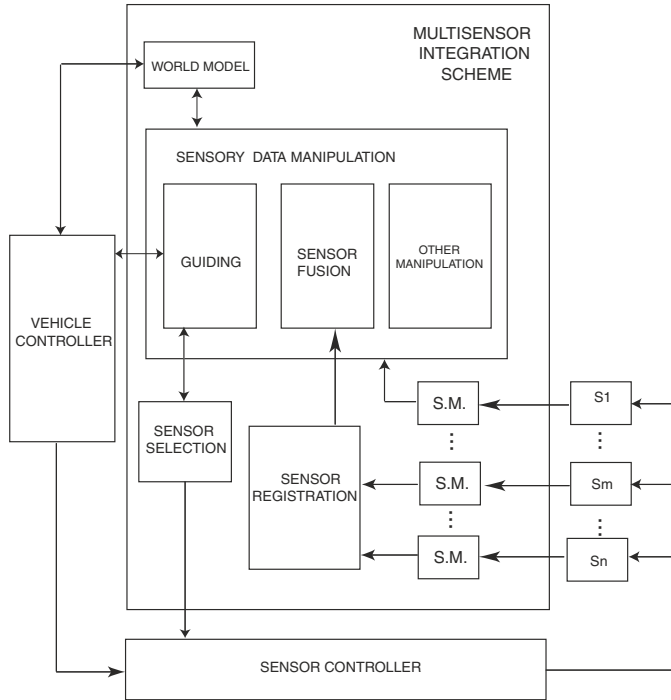 MULTISENSOR
INTEGRATION
SCHEME
WORLD MODEL
SENSORY DATA MANIPULATION
GUIDING
SENSOR
FUSION
OTHER
MANIPULATION
VEHICLE
CONTROLLER
S.M.
S1
SENSOR
SELECTION
SENSOR
REGISTRATION
S.M.
Sm
S.M.
Sn
SENSOR CONTROLLER